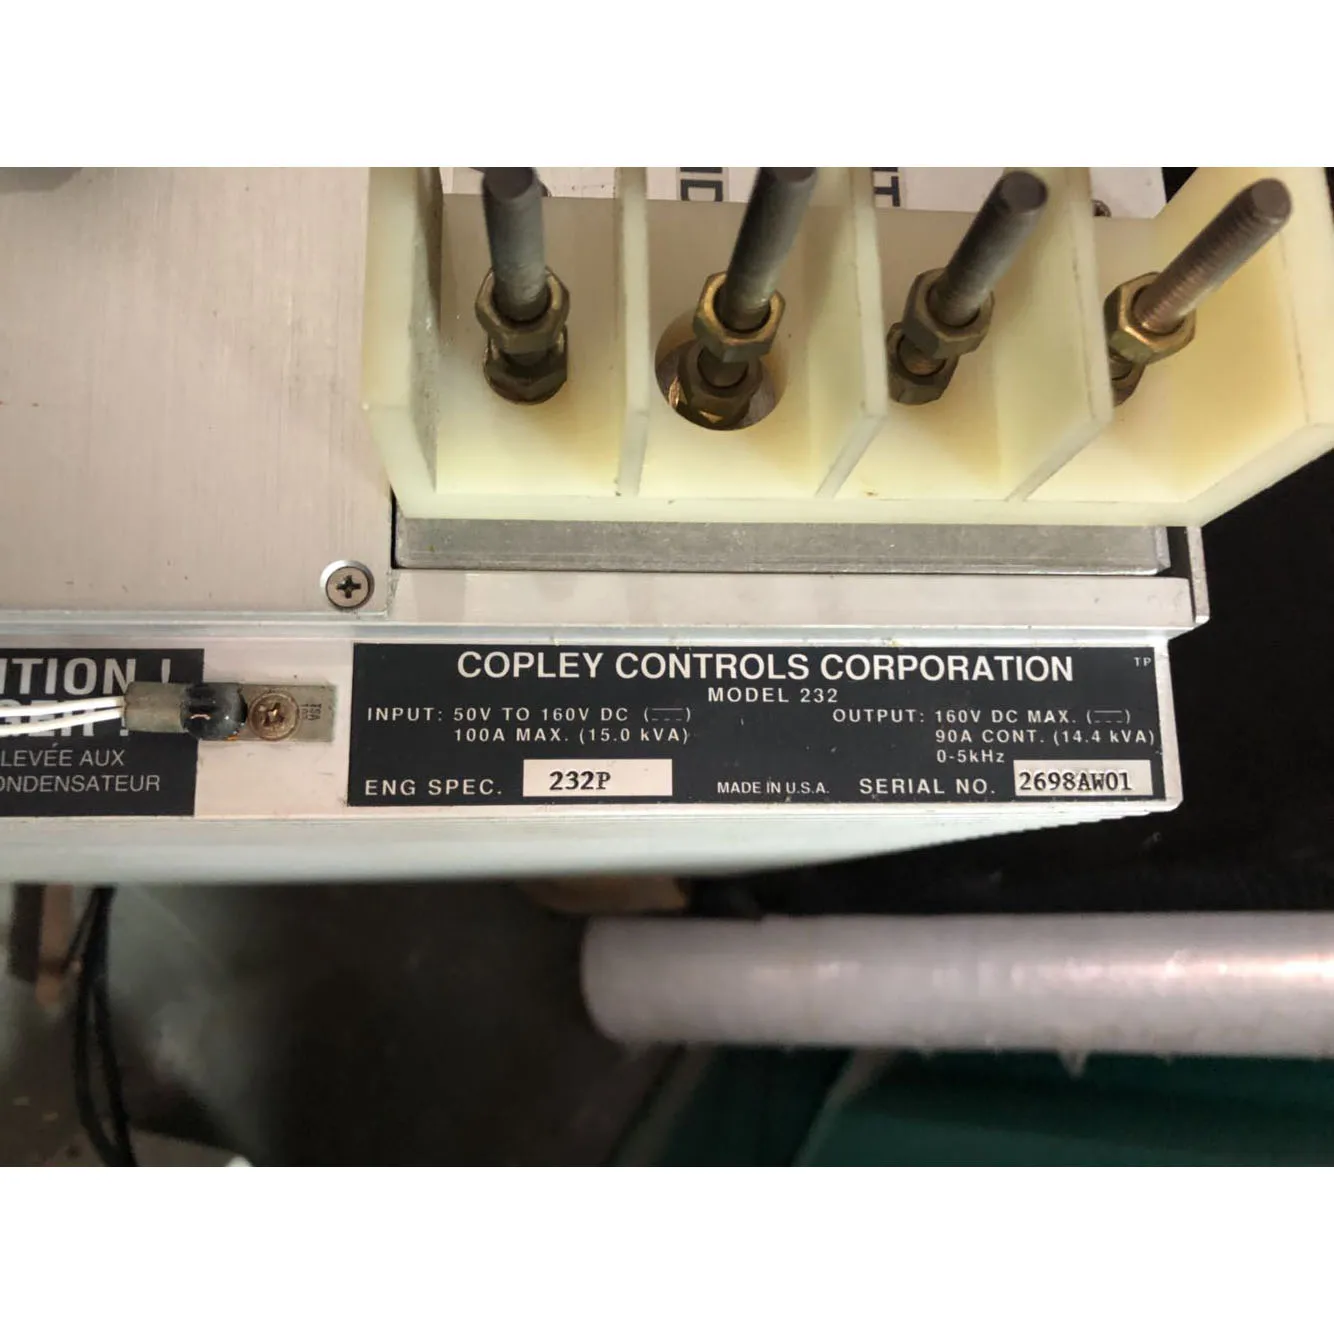 COPLEY CONTROLS CORPORATION
TP
MODEL 232
INPUT: 50V TO 160V DC (⎓)
100A MAX. (15.0 kVA)
OUTPUT: 160V DC MAX. (⎓)
90A CONT. (14.4 kVA)
0-5kHz
ENG SPEC. 232P
MADE IN U.S.A.
SERIAL NO. 2698AW01
ITION !
LEVÉE AUX
ONDENSATEUR